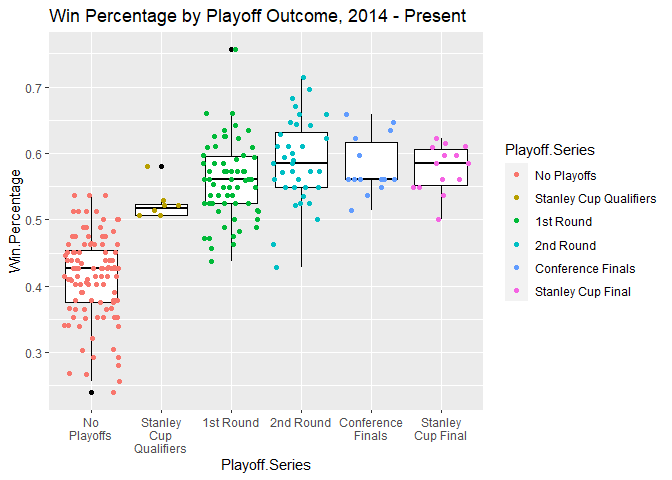 Win Percentage by Playoff Outcome, 2014 - Present
Win.Percentage
0.7
0.6
0.5
0.4
0.3
No
Playoffs
Stanley
Cup
Qualifiers
1st Round
2nd Round
Conference
Finals
Stanley
Cup Final
Playoff.Series
Playoff.Series
No Playoffs
Stanley Cup Qualifiers
1st Round
2nd Round
Conference Finals
Stanley Cup Final